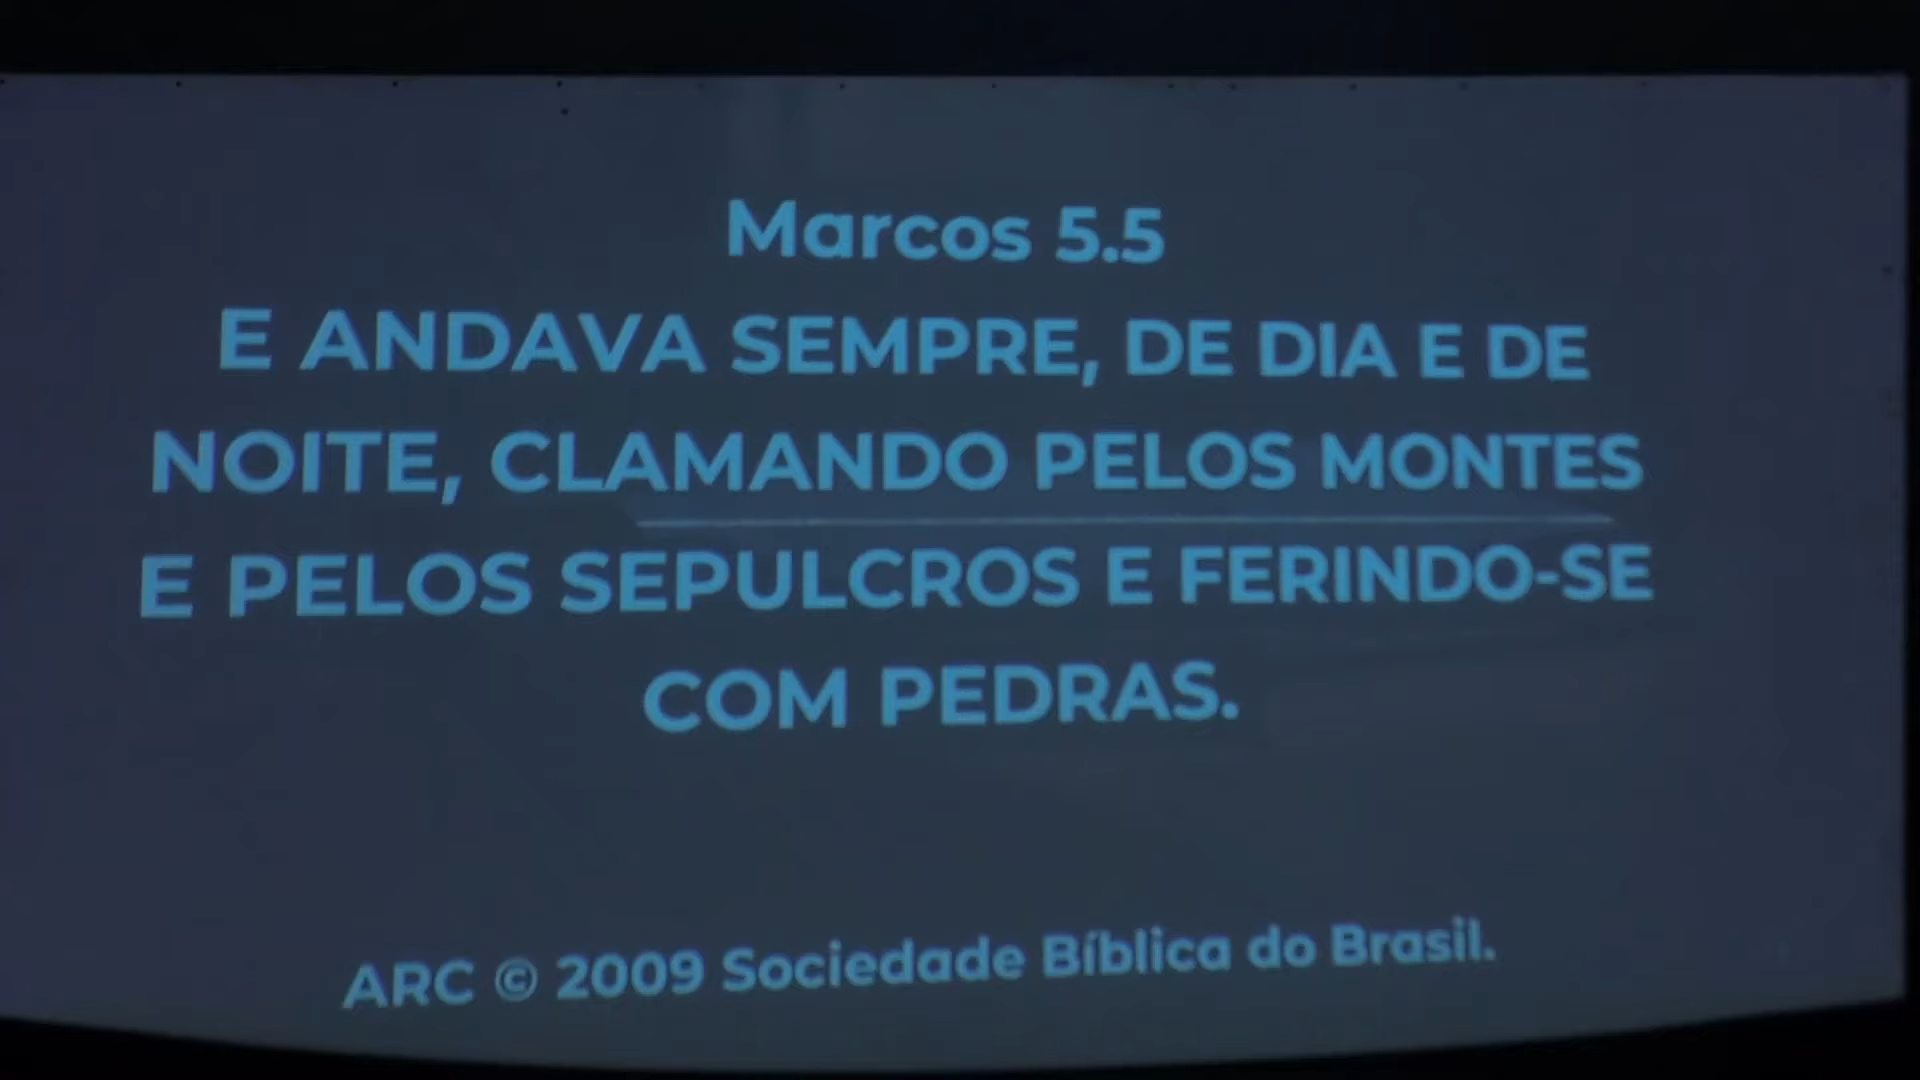 Marcos 5.5
E ANDAVA SEMPRE, DE DIA E DE
NOITE, CLAMANDO PELOS MONTES
E PELOS SEPULCROS E FERINDO-SE
COM PEDRAS.
ARC © 2009 Sociedade Bíblica do Brasil.